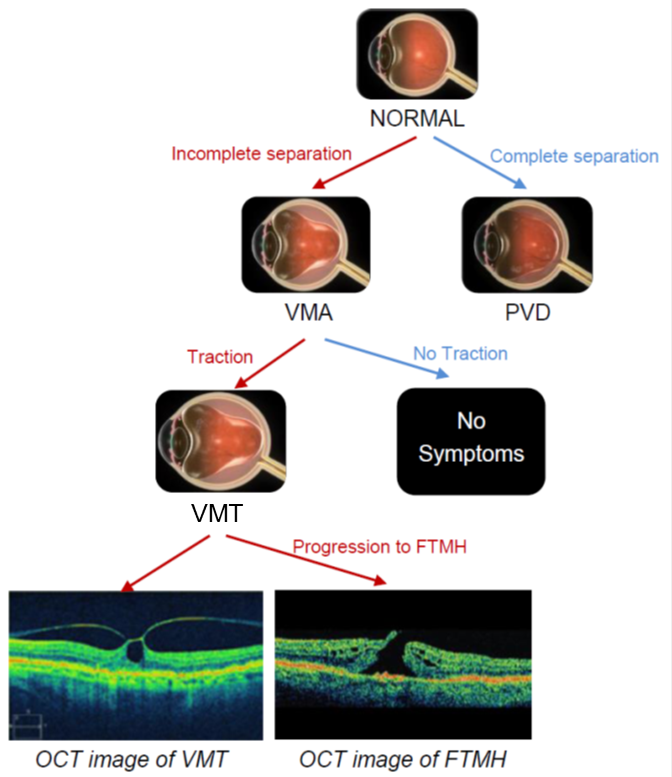 NORMAL
Incomplete separation
Complete separation
VMA
PVD
Traction
No Traction
No
Symptoms
VMT
Progression to FTMH
OCT image of VMT
OCT image of FTMH